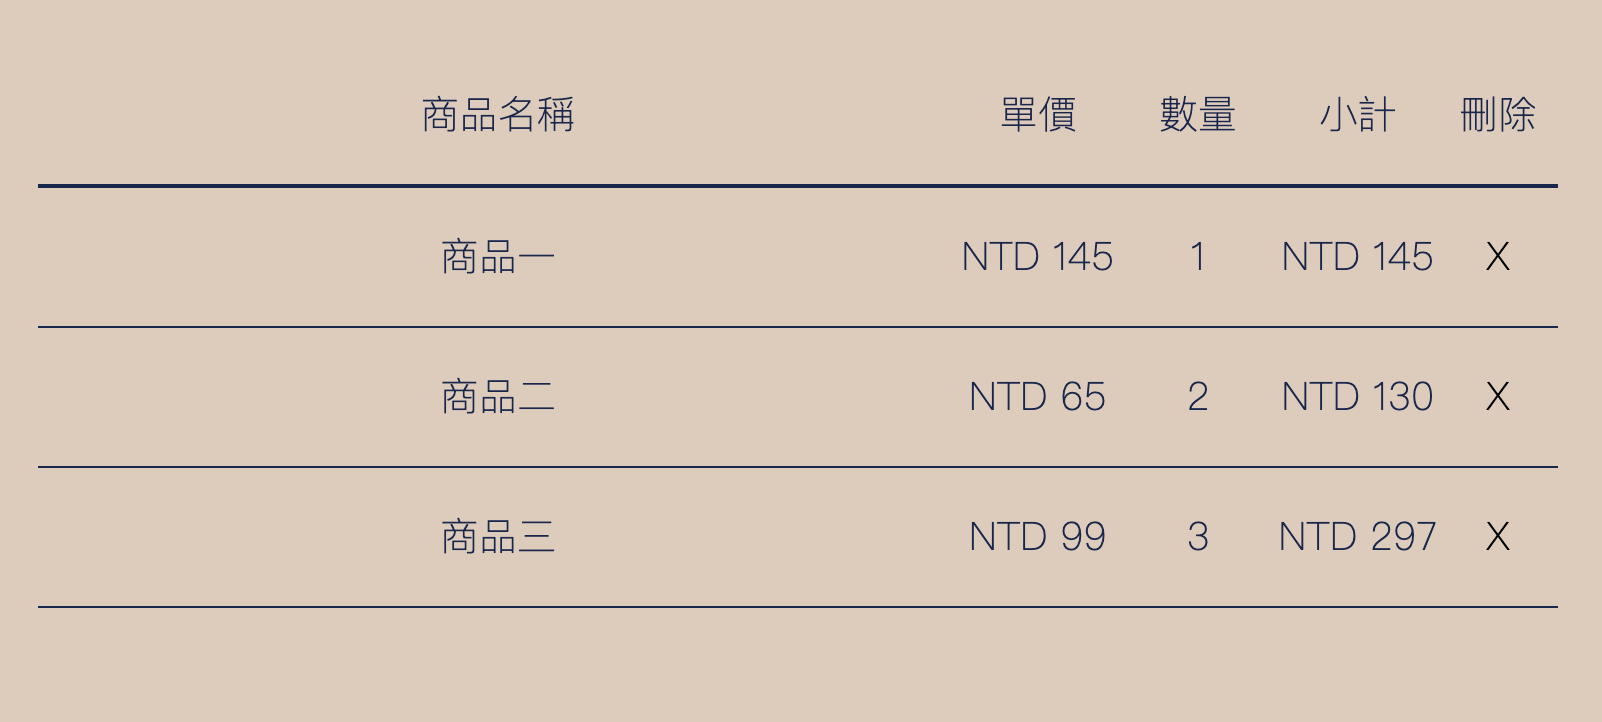 商品名稱 單價 數量 小計 刪除
商品一 NTD 145 1 NTD 145 X
商品二 NTD 65 2 NTD 130 X
商品三 NTD 99 3 NTD 297 X